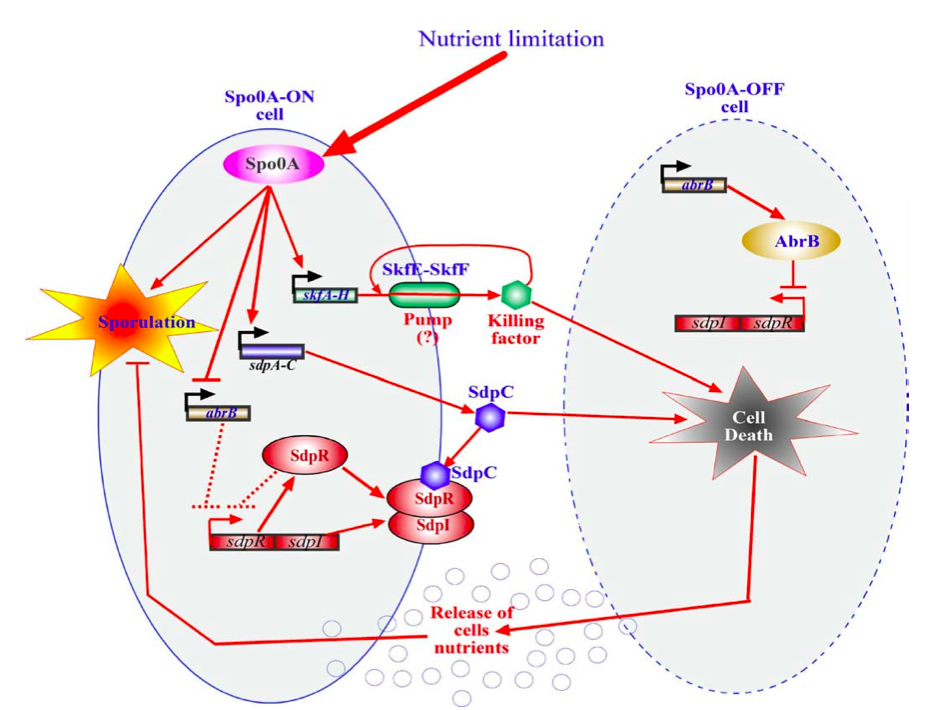 Nutrient limitation
Spo0A-ON
cell
Spo0A-OFF
cell
Spo0A
abrB
AbrB
SkfE-SkfF
skfA-H
Pump
(?)
Killing
factor
sdpI sdpR
Sporulation
sdpA-C
SdpC
abrB
Cell
Death
SdpR
SdpC
SdpR
SdpI
sdpR sdpI
Release of
cells
nutrients